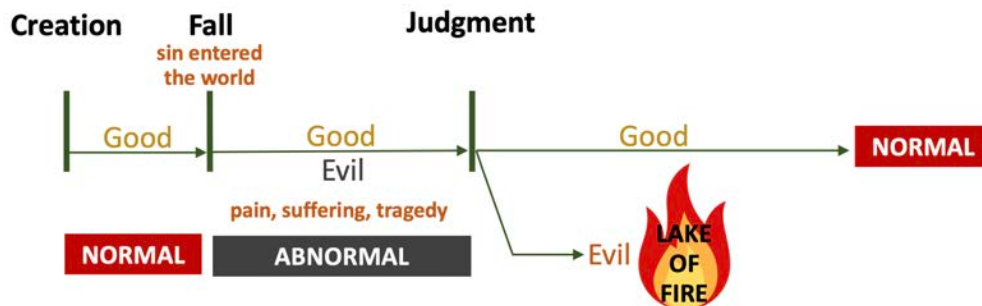 Creation
Fall
sin entered
the world
Judgment
Good
Good
Evil
Good
NORMAL
pain, suffering, tragedy
NORMAL
ABNORMAL
Evil
LAKE
OF
FIRE